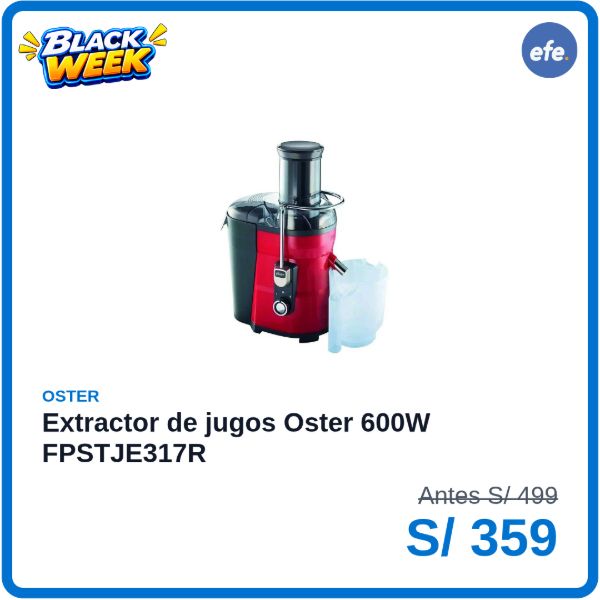 BLACK
WEEK
efe.
OSTER
Extractor de jugos Oster 600W
FPSTJE317R
Antes S/ 499
S/ 359